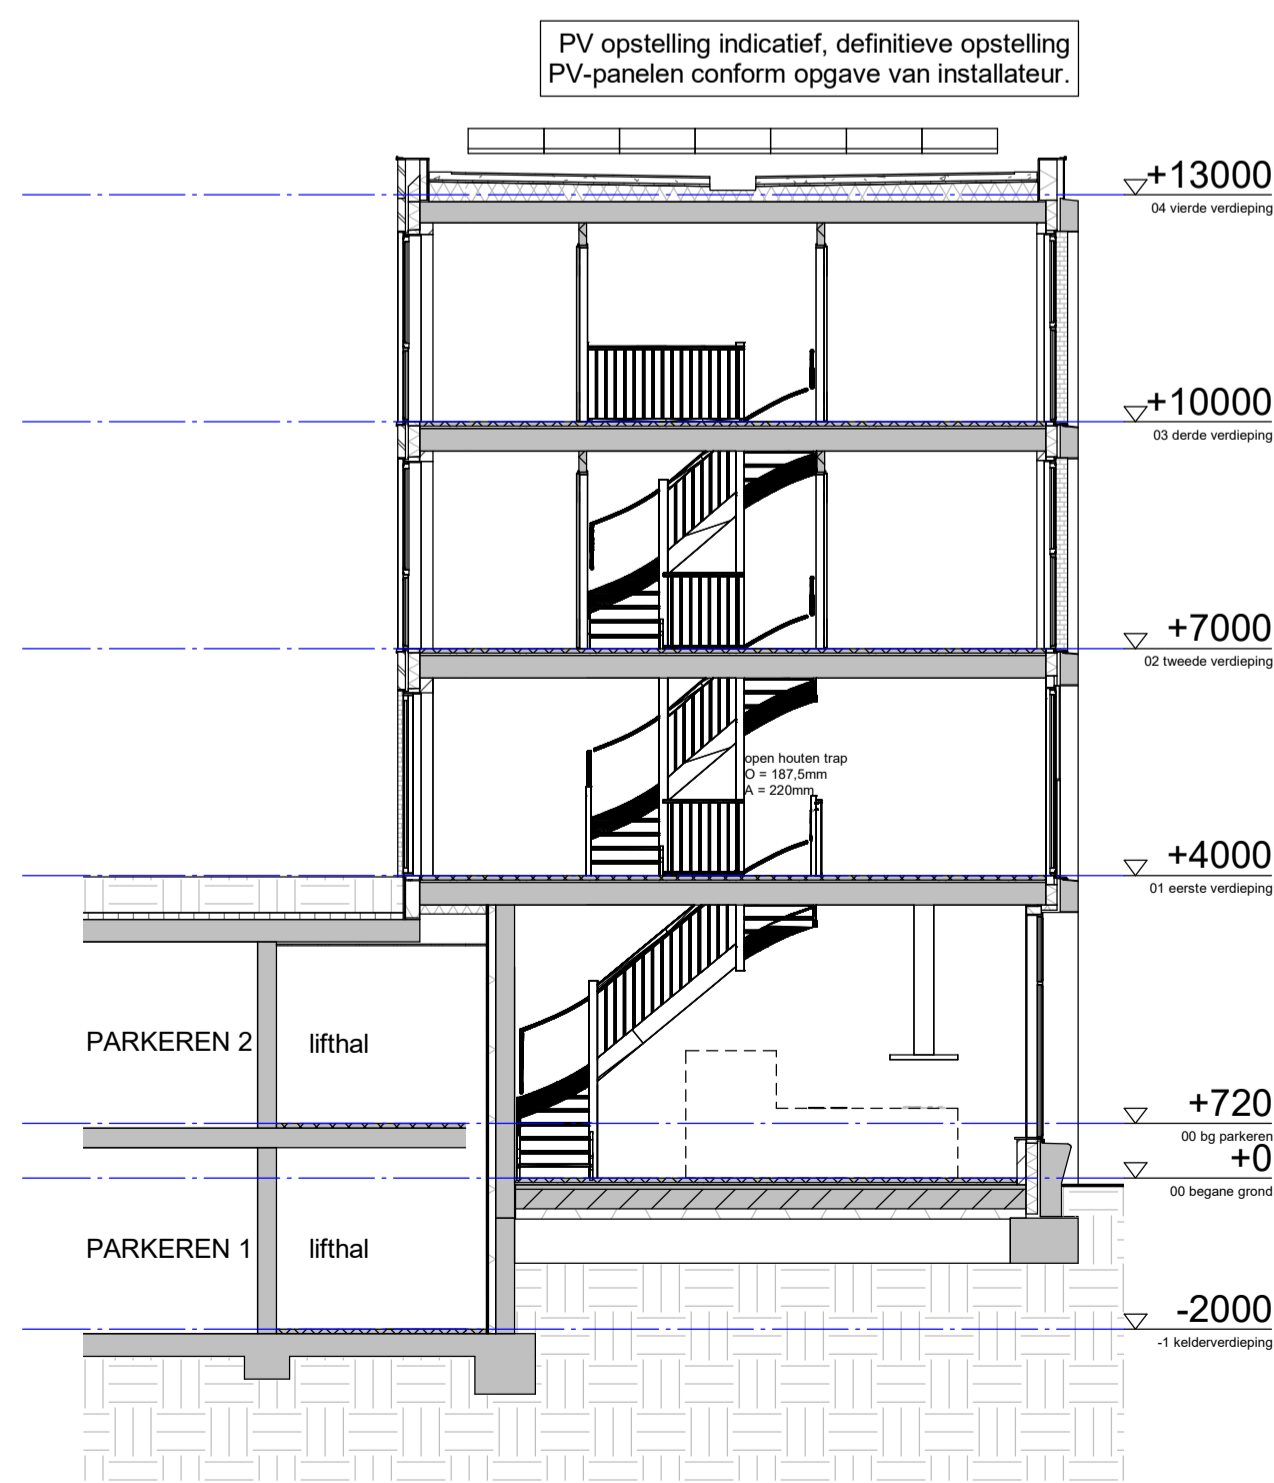 PV opstelling indicatief, definitieve opstelling
PV-panelen conform opgave van installateur.
+13000
04 vierde verdieping
+10000
03 derde verdieping
+7000
02 tweede verdieping
open houten trap
O = 187,5mm
A = 220mm
+4000
01 eerste verdieping
PARKEREN 2
lifthal
+720
00 bg parkeren
+0
00 begane grond
PARKEREN 1
lifthal
-2000
-1 kelderverdieping